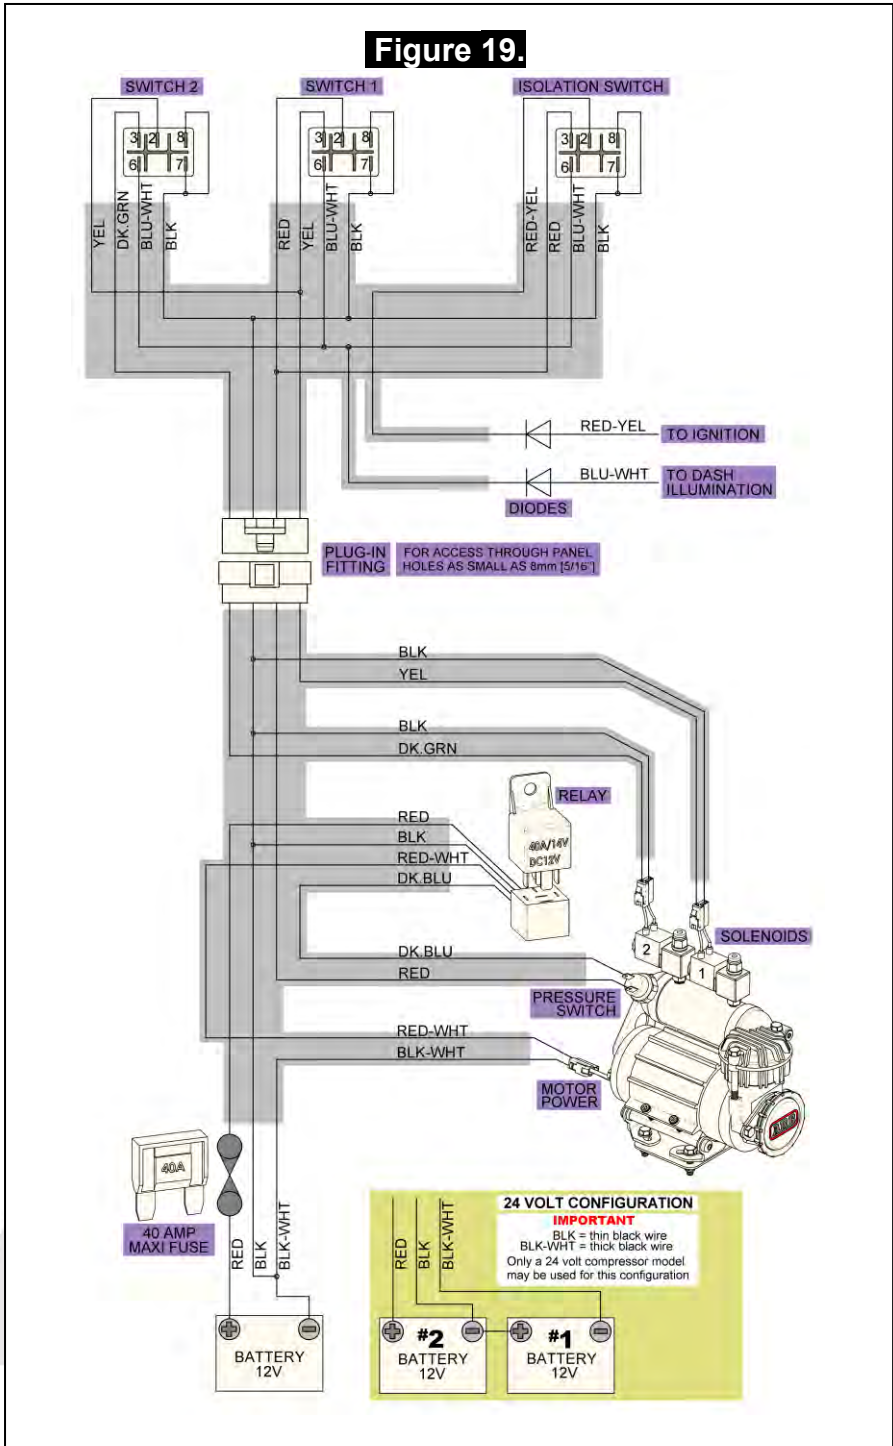 Figure 19.
SWITCH 2
SWITCH 1
ISOLATION SWITCH
3 2 8
6 7
3 2 8
6 7
3 2 8
6 7
YEL
DK.GRN
BLU-WHT
BLK
RED
YEL
BLU-WHT
BLK
RED-YEL
RED
BLU-WHT
BLK
RED-YEL
TO IGNITION
BLU-WHT
TO DASH
ILLUMINATION
DIODES
PLUG-IN
FITTING
FOR ACCESS THROUGH PANEL
HOLES AS SMALL AS 8mm [5/16"]
BLK
YEL
BLK
DK.GRN
RELAY
40A/14V
DC12V
RED
BLK
RED-WHT
DK.BLU
2
1
SOLENOIDS
DK.BLU
RED
PRESSURE
SWITCH
RED-WHT
BLK-WHT
MOTOR
POWER
40A
40 AMP
MAXI FUSE
RED
BLK
BLK-WHT
BATTERY
12V
24 VOLT CONFIGURATION
IMPORTANT
BLK = thin black wire
BLK-WHT = thick black wire
Only a 24 volt compressor model
may be used for this configuration
RED
BLK
BLK-WHT
#2
BATTERY
12V
#1
BATTERY
12V